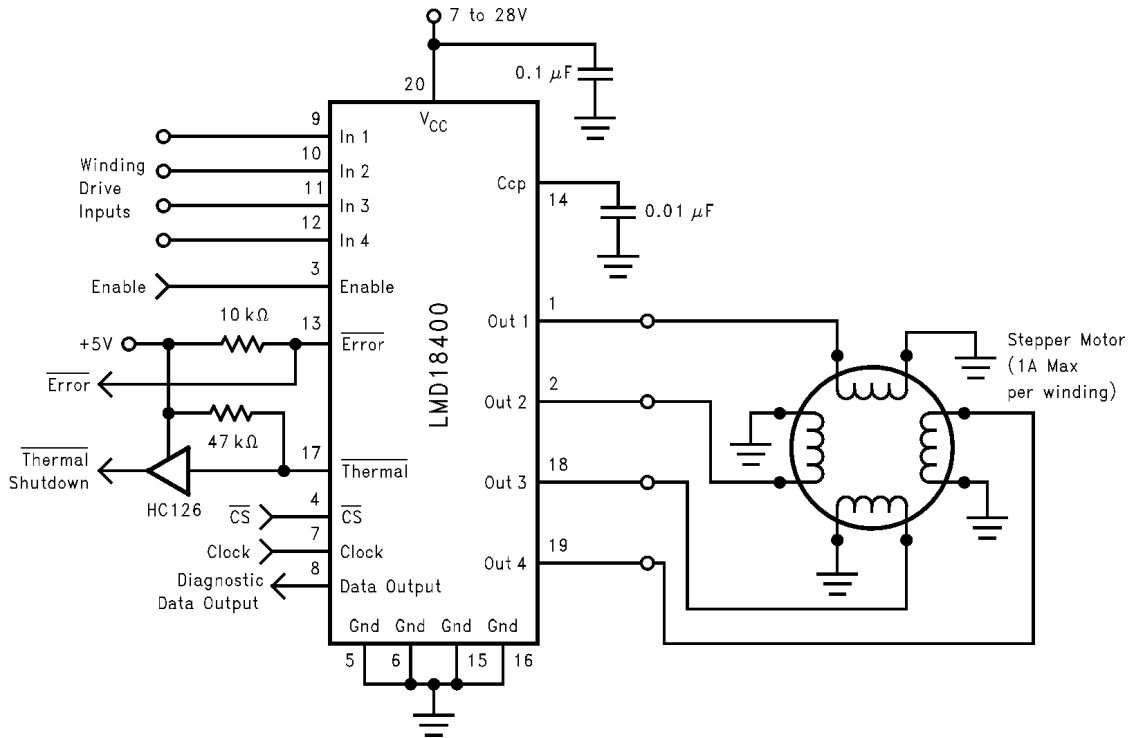 7 to 28V
0.1 μF
20
VCC
9
In 1
10
In 2
11
In 3
12
In 4
Winding
Drive
Inputs
Ccp
14
0.01 μF
3
Enable
Enable
10 kΩ
13
+5V
Error
Error
47 kΩ
17
Thermal
Thermal
Shutdown
HC126
4
CS
CS
7
Clock
Clock
8
Data Output
Diagnostic
Data Output
LMD18400
1
Out 1
2
Out 2
18
Out 3
19
Out 4
Stepper Motor
(1A Max
per winding)
Gnd Gnd Gnd Gnd
5 6 15 16